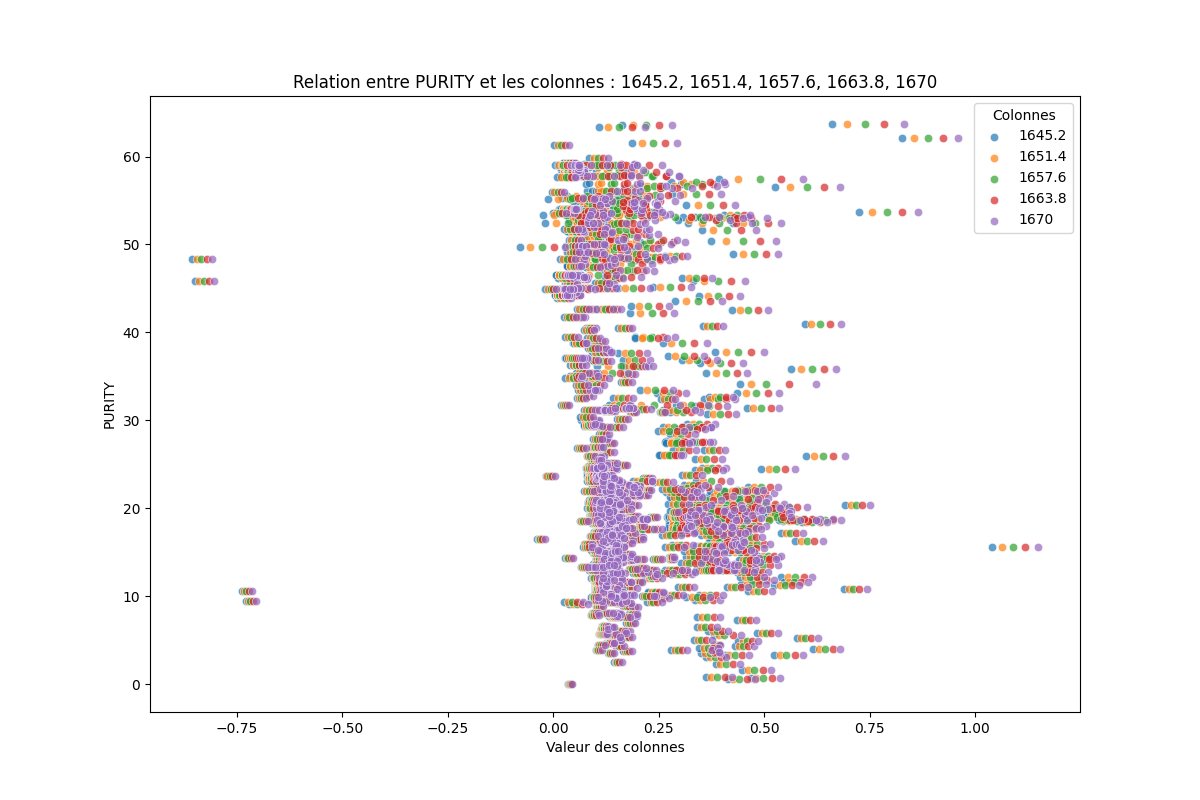 Relation entre PURITY et les colonnes : 1645.2, 1651.4, 1657.6, 1663.8, 1670
Colonnes
1645.2
1651.4
1657.6
1663.8
1670
PURITY
60
50
40
30
20
10
0
−0.75 −0.50 −0.25 0.00 0.25 0.50 0.75 1.00
Valeur des colonnes